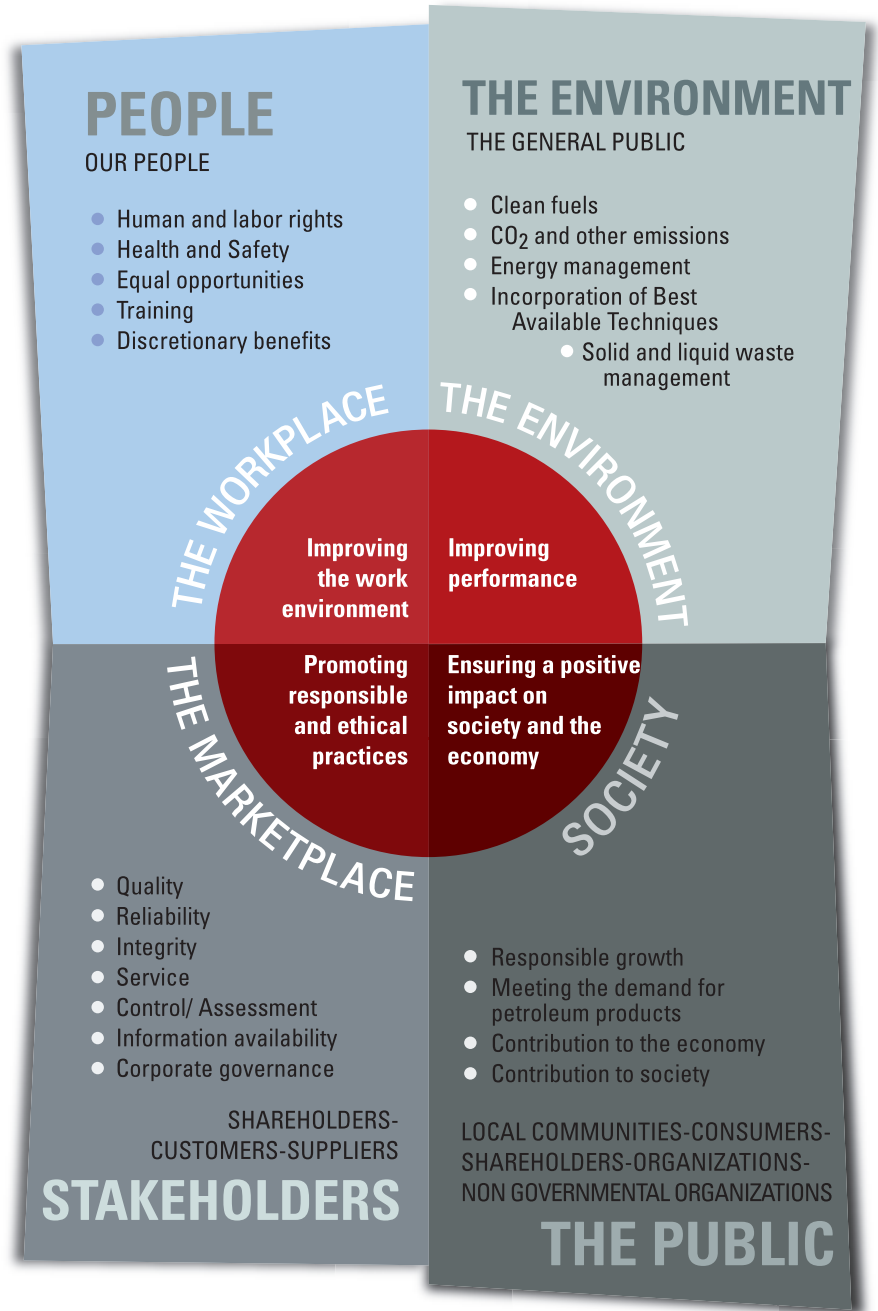 PEOPLE
OUR PEOPLE
Human and labor rights
Health and Safety
Equal opportunities
Training
Discretionary benefits
THE ENVIRONMENT
THE GENERAL PUBLIC
Clean fuels
CO2 and other emissions
Energy management
Incorporation of Best
Available Techniques
Solid and liquid waste
management
THE WORKPLACE
THE ENVIRONMENT
Improving
the work
environment
Improving
performance
Promoting
responsible
and ethical
practices
Ensuring a positive
impact on
society and the
economy
THE MARKETPLACE
SOCIETY
Quality
Reliability
Integrity
Service
Control/ Assessment
Information availability
Corporate governance
SHAREHOLDERS-
CUSTOMERS-SUPPLIERS
STAKEHOLDERS
Responsible growth
Meeting the demand for
petroleum products
Contribution to the economy
Contribution to society
LOCAL COMMUNITIES-CONSUMERS-
SHAREHOLDERS-ORGANIZATIONS-
NON GOVERNMENTAL ORGANIZATIONS
THE PUBLIC